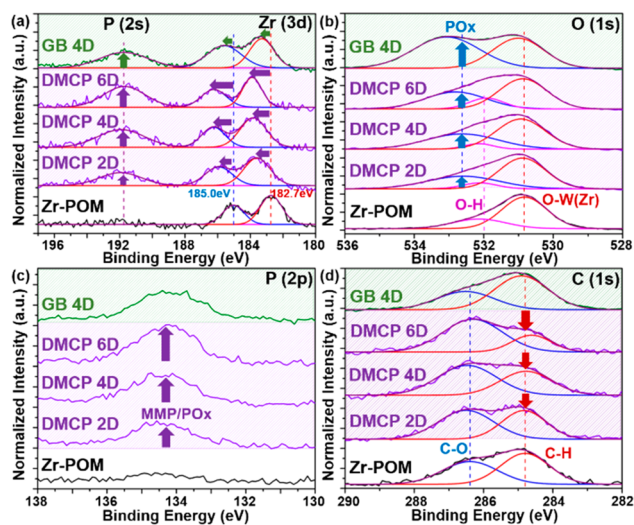 (a) P (2s) Zr (3d)
GB 4D
DMCP 6D
DMCP 4D
DMCP 2D
185.0eV 182.7eV
Zr-POM
Normalized Intensity (a.u.)
196 192 188 184 180
Binding Energy (eV)
(b) O (1s)
POx
GB 4D
DMCP 6D
DMCP 4D
DMCP 2D
O-H O-W(Zr)
Zr-POM
Normalized Intensity (a.u.)
536 534 532 530 528
Binding Energy (eV)
(c) P (2p)
GB 4D
DMCP 6D
DMCP 4D
MMP/POx
DMCP 2D
Zr-POM
Normalized Intensity (a.u.)
138 136 134 132 130
Binding Energy (eV)
(d) C (1s)
GB 4D
DMCP 6D
DMCP 4D
DMCP 2D
C-O C-H
Zr-POM
Normalized Intensity (a.u.)
290 288 286 284 282
Binding Energy (eV)